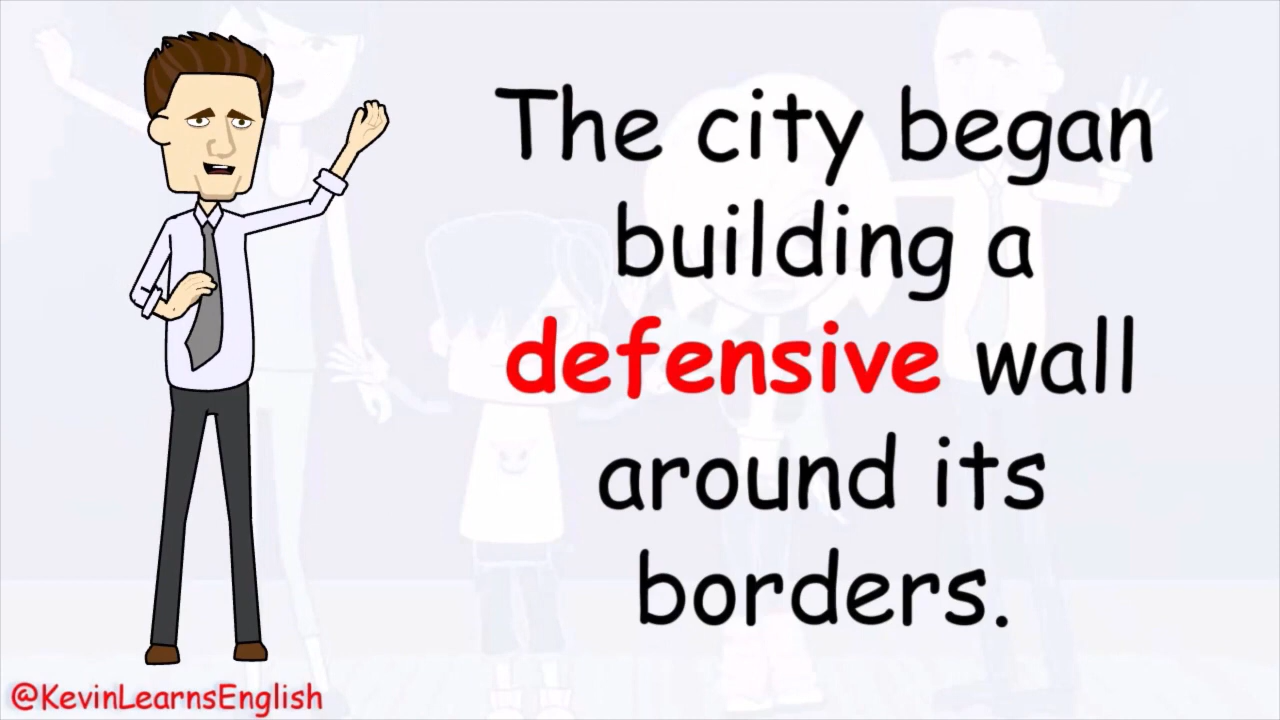 The city began
building a
defensive wall
around its
borders.
@KevinLearnsEnglish